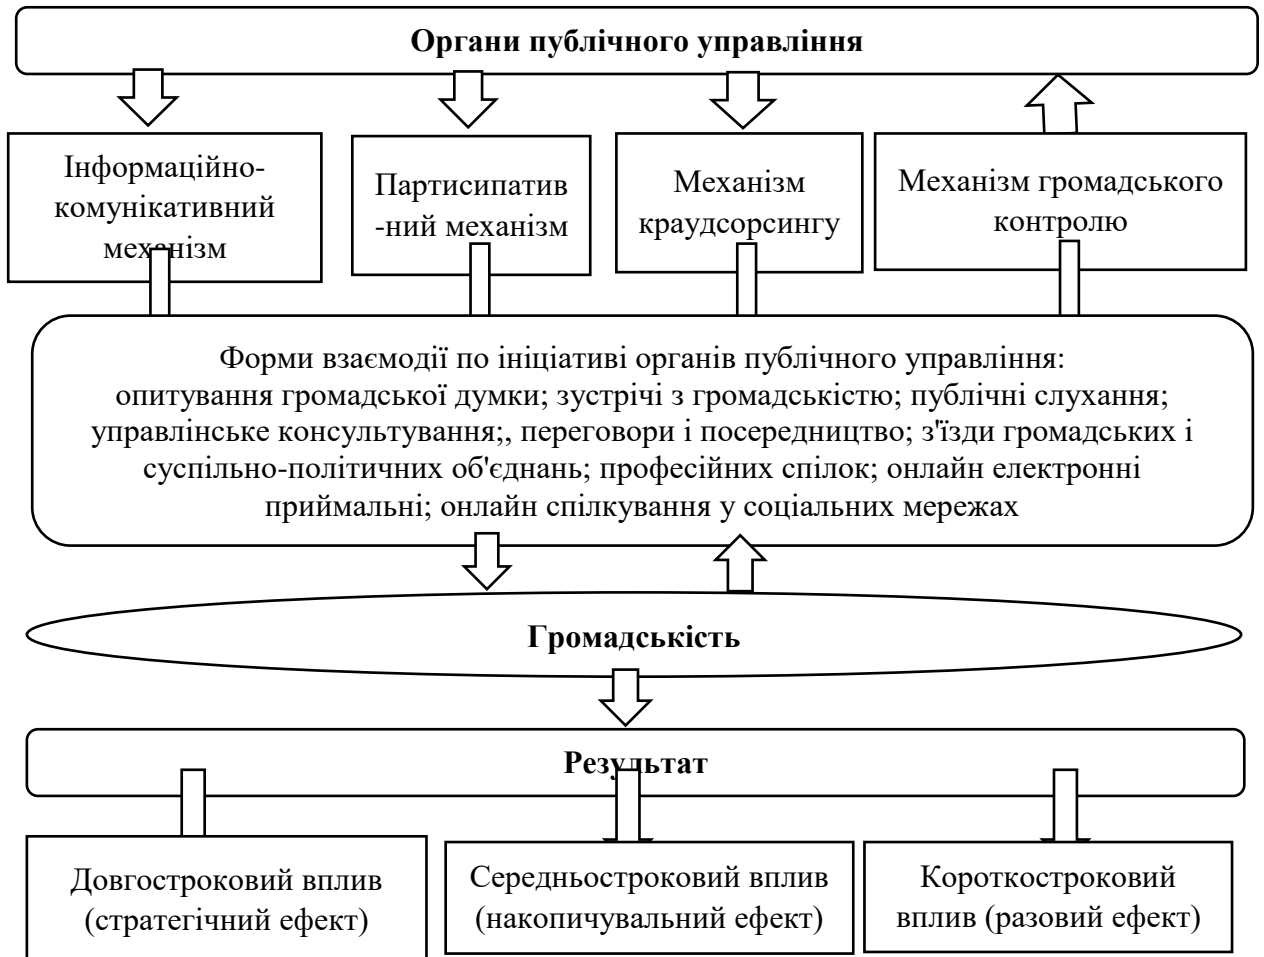 Органи публічного управління
Інформаційно-
комунікативний
механізм
Партисипатив
-ний механізм
Механізм
краудсорсингу
Механізм громадського
контролю
Форми взаємодії по ініціативі органів публічного управління:
опитування громадської думки; зустрічі з громадськістю; публічні слухання;
управлінське консультування;, переговори і посередництво; з'їзди громадських і
суспільно-політичних об'єднань; професійних спілок; онлайн електронні
приймальні; онлайн спілкування у соціальних мережах
Громадськість
Результат
Довгостроковий вплив
(стратегічний ефект)
Середньостроковий вплив
(накопичувальний ефект)
Короткостроковий
вплив (разовий ефект)